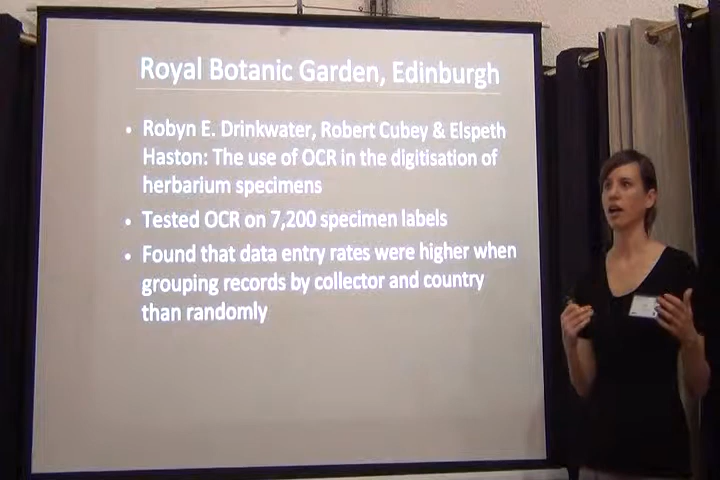 Royal Botanic Garden, Edinburgh
• Robyn E. Drinkwater, Robert Cubey & Elspeth
Haston: The use of OCR in the digitisation of
herbarium specimens
• Tested OCR on 7,200 specimen labels
• Found that data entry rates were higher when
grouping records by collector and country
than randomly